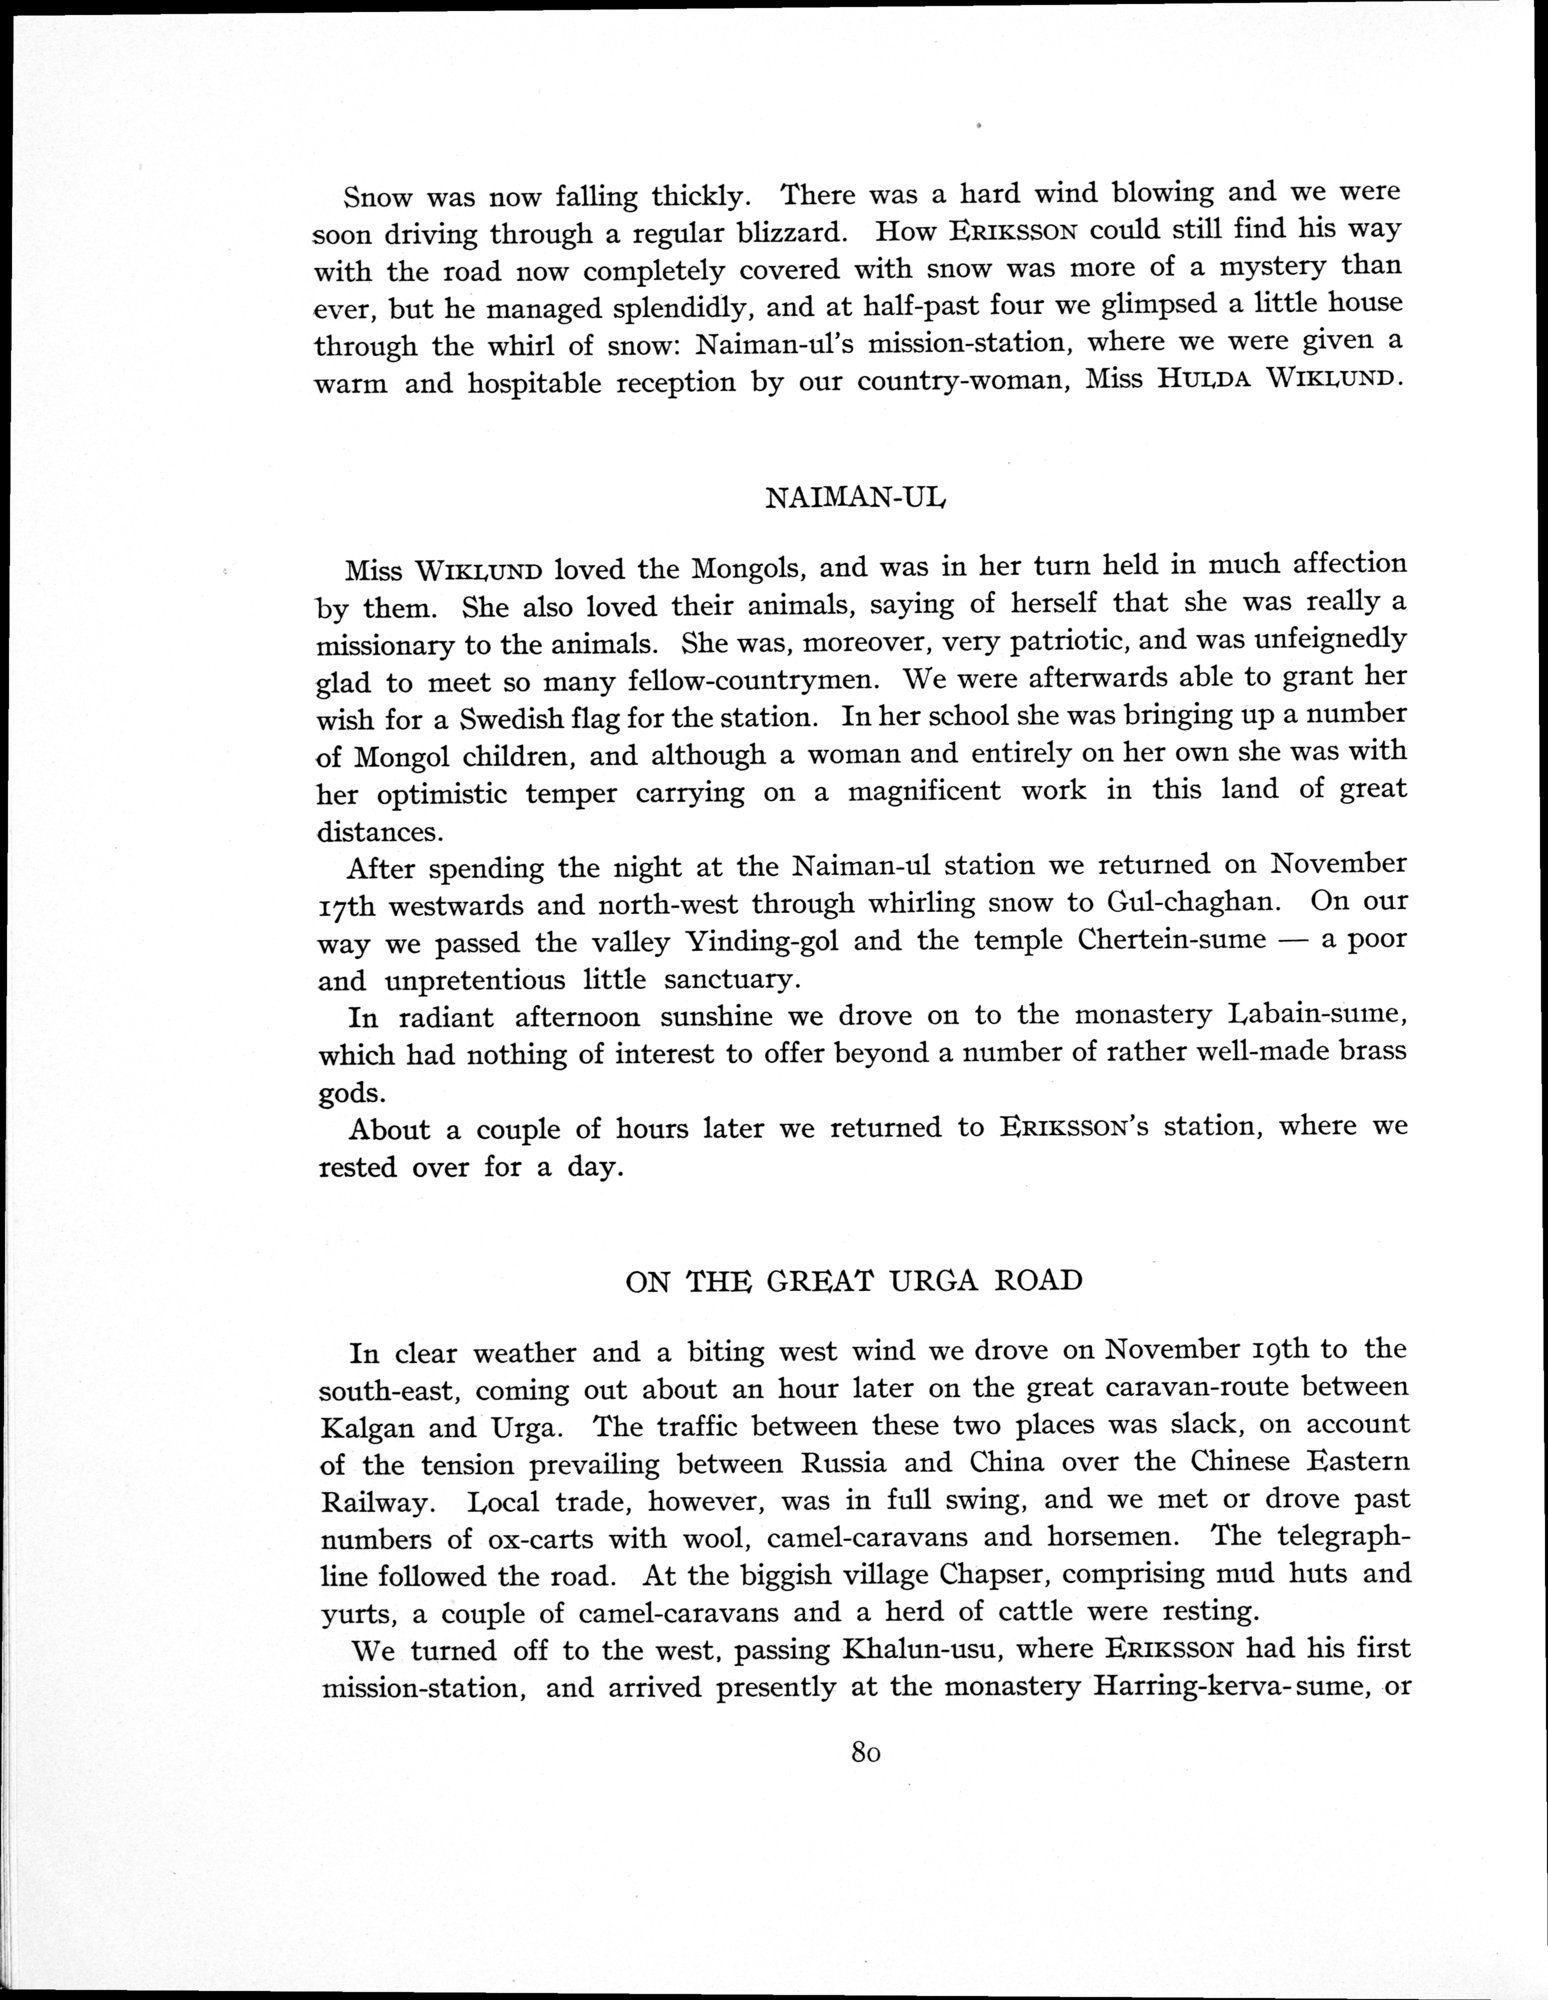 Snow was now falling thickly. There was a hard wind blowing and we were
soon driving through a regular blizzard. How ERIKSSON could still find his way
with the road now completely covered with snow was more of a mystery than
ever, but he managed splendidly, and at half-past four we glimpsed a little house
through the whirl of snow: Naiman-ul's mission-station, where we were given a
warm and hospitable reception by our country-woman, Miss HULDA WIKLUND.
NAIMAN-UL
Miss WIKLUND loved the Mongols, and was in her turn held in much affection
by them. She also loved their animals, saying of herself that she was really a
missionary to the animals. She was, moreover, very patriotic, and was unfeignedly
glad to meet so many fellow-countrymen. We were afterwards able to grant her
wish for a Swedish flag for the station. In her school she was bringing up a number
of Mongol children, and although a woman and entirely on her own she was with
her optimistic temper carrying on a magnificent work in this land of great
distances.
After spending the night at the Naiman-ul station we returned on November
17th westwards and north-west through whirling snow to Gul-chaghan. On our
way we passed the valley Yinding-gol and the temple Chertein-sume — a poor
and unpretentious little sanctuary.
In radiant afternoon sunshine we drove on to the monastery Labain-sume,
which had nothing of interest to offer beyond a number of rather well-made brass
gods.
About a couple of hours later we returned to ERIKSSON's station, where we
rested over for a day.
ON THE GREAT URGA ROAD
In clear weather and a biting west wind we drove on November 19th to the
south-east, coming out about an hour later on the great caravan-route between
Kalgan and Urga. The traffic between these two places was slack, on account
of the tension prevailing between Russia and China over the Chinese Eastern
Railway. Local trade, however, was in full swing, and we met or drove past
numbers of ox-carts with wool, camel-caravans and horsemen. The telegraph-
line followed the road. At the biggish village Chapser, comprising mud huts and
yurts, a couple of camel-caravans and a herd of cattle were resting.
We turned off to the west, passing Khalun-usu, where ERIKSSON had his first
mission-station, and arrived presently at the monastery Harring-kerva-sume, or
80